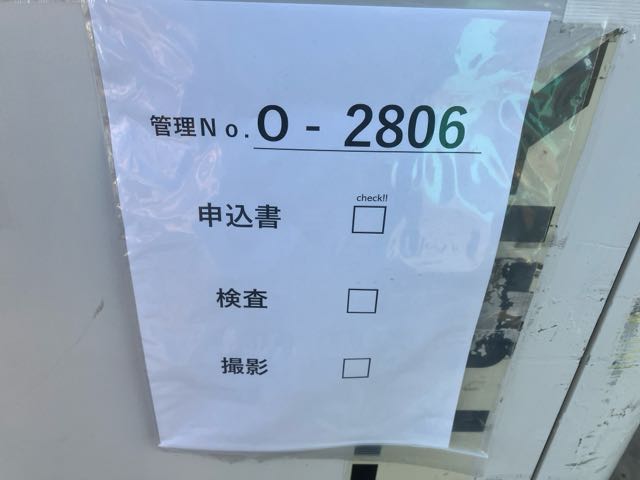 管理No.O - 2806
check!!
申込書 □
検査 □
撮影 □